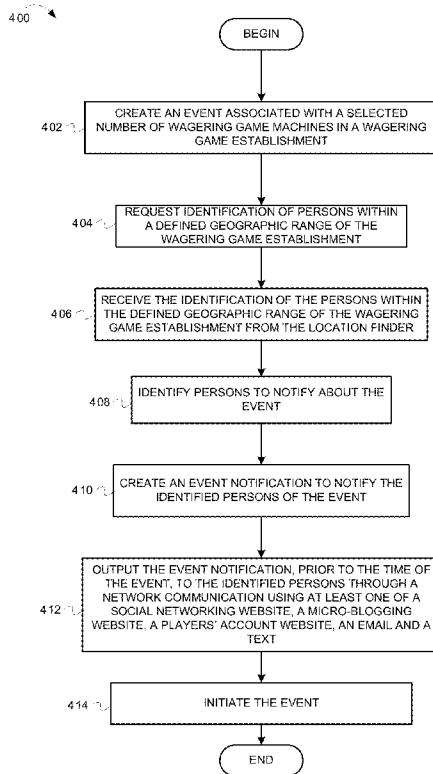 400
BEGIN
402
CREATE AN EVENT ASSOCIATED WITH A SELECTED
NUMBER OF WAGERING GAME MACHINES IN A WAGERING
GAME ESTABLISHMENT
404
REQUEST IDENTIFICATION OF PERSONS WITHIN
A DEFINED GEOGRAPHIC RANGE OF THE
WAGERING GAME ESTABLISHMENT
406
RECEIVE THE IDENTIFICATION OF THE PERSONS WITHIN
THE DEFINED GEOGRAPHIC RANGE OF THE WAGERING
GAME ESTABLISHMENT FROM THE LOCATION FINDER
408
IDENTIFY PERSONS TO NOTIFY ABOUT THE
EVENT
410
CREATE AN EVENT NOTIFICATION TO NOTIFY THE
IDENTIFIED PERSONS OF THE EVENT
412
OUTPUT THE EVENT NOTIFICATION, PRIOR TO THE TIME OF
THE EVENT, TO THE IDENTIFIED PERSONS THROUGH A
NETWORK COMMUNICATION USING AT LEAST ONE OF A
SOCIAL NETWORKING WEBSITE, A MICRO-BLOGGING
WEBSITE, A PLAYERS' ACCOUNT WEBSITE, AN EMAIL AND A
TEXT
414
INITIATE THE EVENT
END